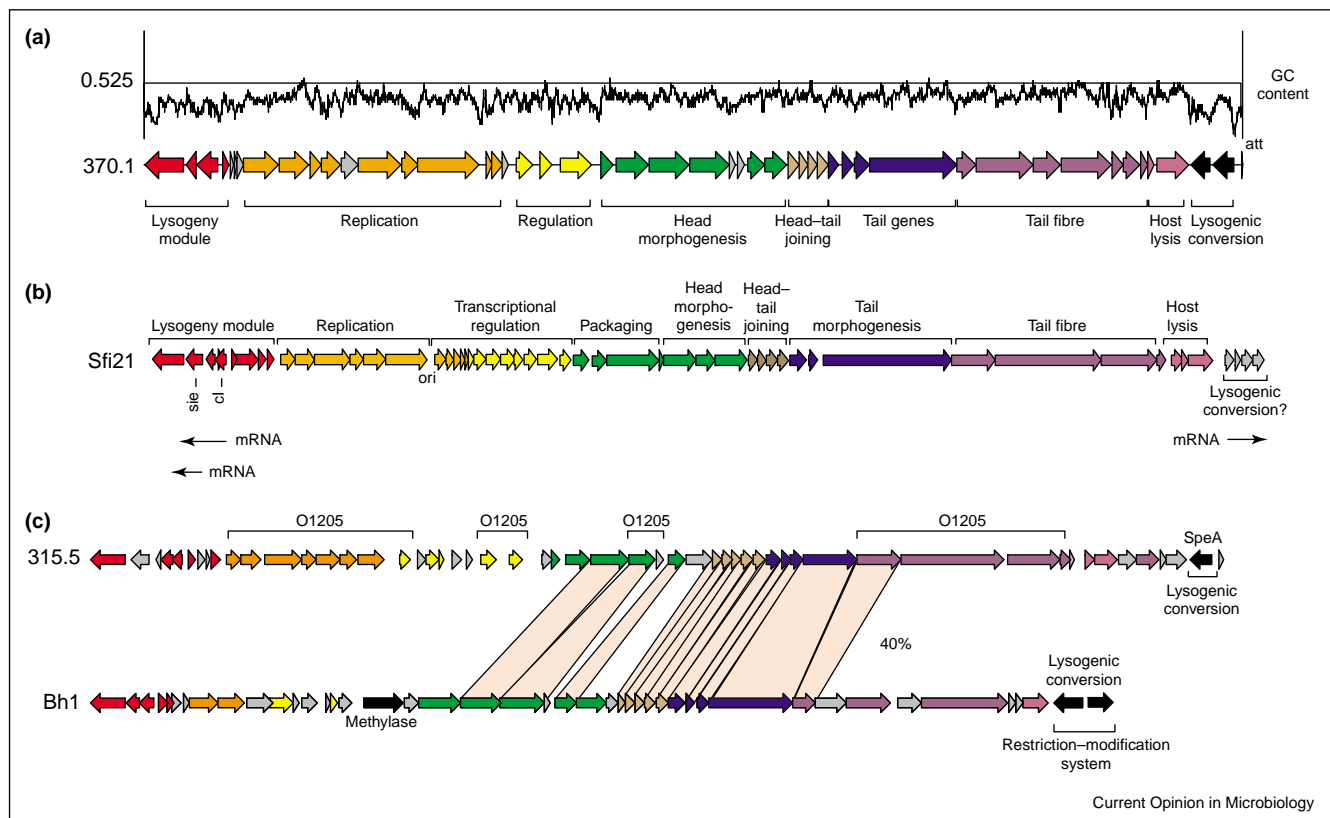 (a)
0.525
GC
content
370.1
att
Lysogeny
module
Replication
Regulation
Head
morphogenesis
Head–tail
joining
Tail genes
Tail fibre
Host
lysis
Lysogenic
conversion
(b)
Lysogeny module
Replication
Transcriptional
regulation
Packaging
Head
morpho-
genesis
Head–
tail
joining
Tail
morphogenesis
Tail fibre
Host
lysis
Sfi21
sie
cI
ori
Lysogenic
conversion?
mRNA
mRNA
mRNA
(c)
O1205
O1205
O1205
O1205
315.5
SpeA
Lysogenic
conversion
40%
Bh1
Methylase
Lysogenic
conversion
Restriction–modification
system
Current Opinion in Microbiology